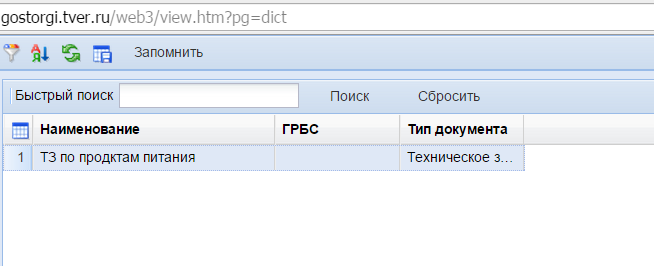 gostorgi.tver.ru/web3/view.htm?pg=dict
Запомнить
Быстрый поиск Поиск Сбросить
Наименование ГРБС Тип документа
1 ТЗ по продктам питания Техническое з...